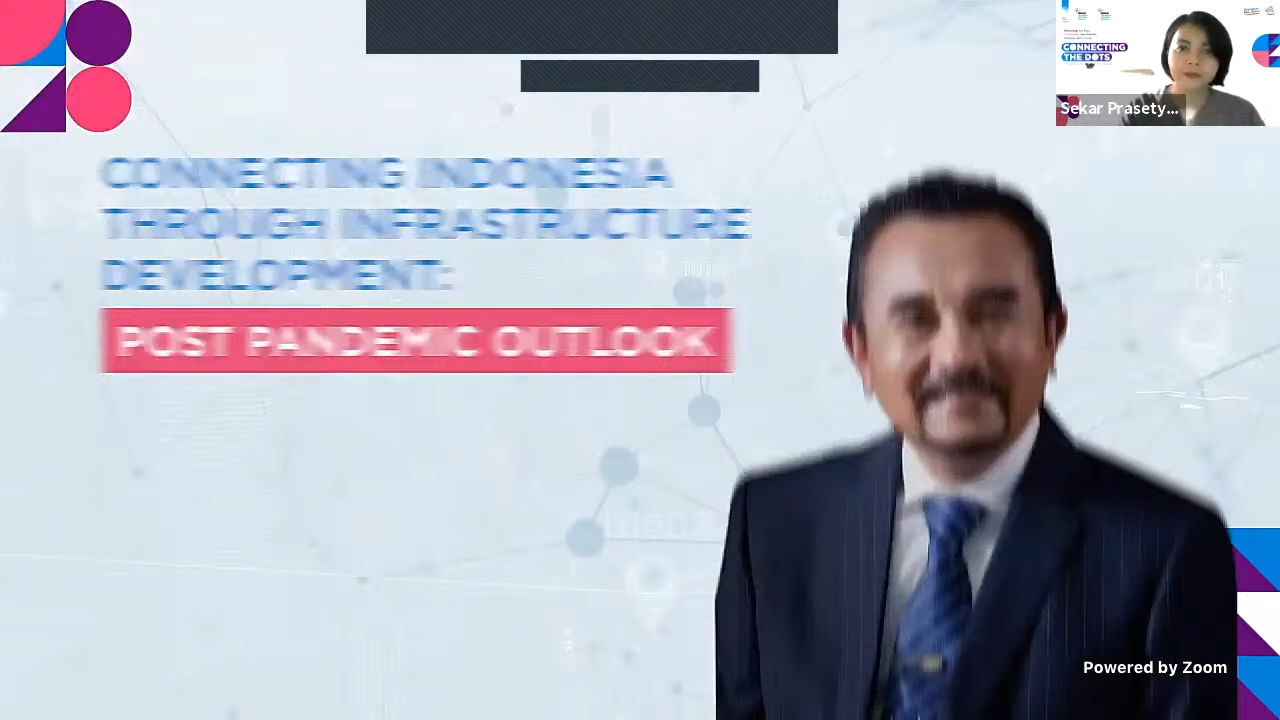 CONNECTING INDONESIA
THROUGH INFRASTRUCTURE
DEVELOPMENT:
POST PANDEMIC OUTLOOK
CONNECTING
THE DOTS
Sekar Prasety...
Powered by Zoom